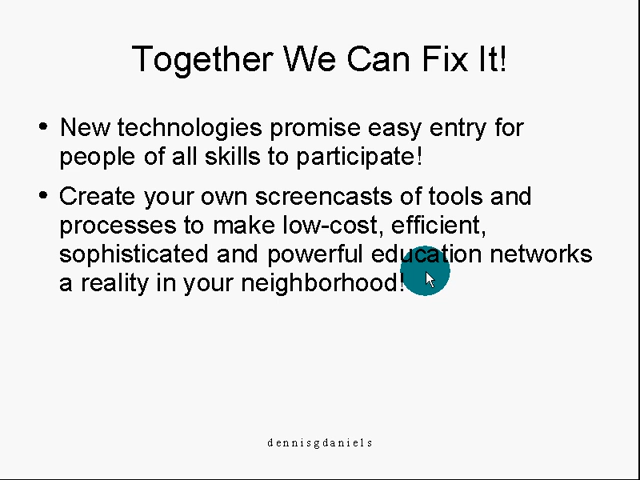 Together We Can Fix It!
• New technologies promise easy entry for
people of all skills to participate!
• Create your own screencasts of tools and
processes to make low-cost, efficient,
sophisticated and powerful education networks
a reality in your neighborhood!
dennisgdaniels